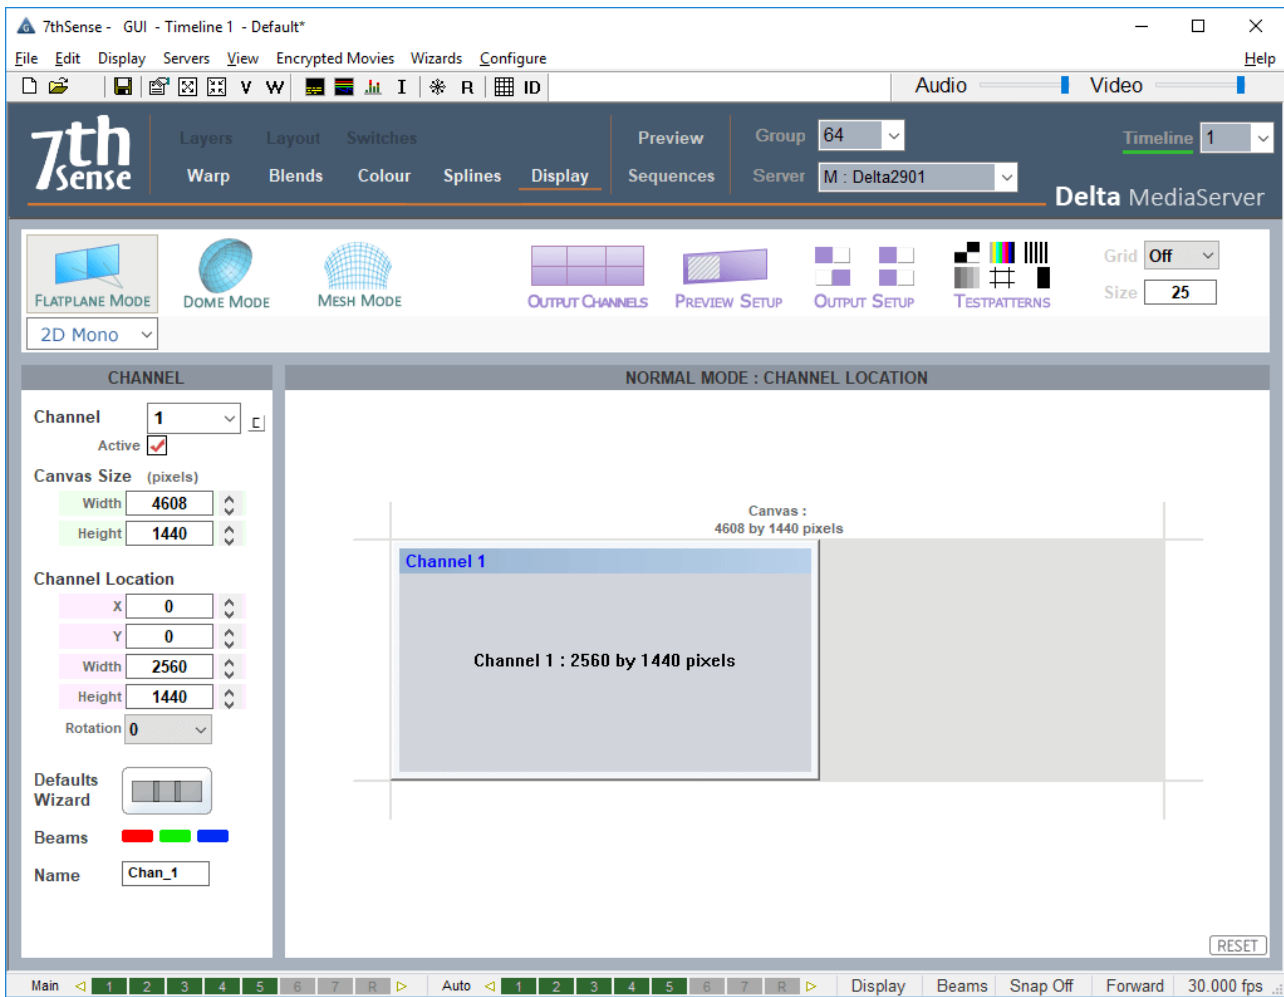 7thSense - GUI - Timeline 1 - Default*
File Edit Display Servers View Encrypted Movies Wizards Configure Help
V W I R ID Audio Video
7th Sense
Layers Layout Switches Preview Group 64 Timeline 1
Warp Blends Colour Splines Display Sequences Server M : Delta2901
Delta MediaServer
FLATPLANE MODE DOME MODE MESH MODE OUTPUT CHANNELS PREVIEW SETUP OUTPUT SETUP TESTPATTERNS
Grid Off
Size 25
2D Mono
CHANNEL
NORMAL MODE : CHANNEL LOCATION
Channel 1
Active
Canvas Size (pixels)
Width 4608
Height 1440
Channel Location
X 0
Y 0
Width 2560
Height 1440
Rotation 0
Defaults
Wizard
Beams
Name Chan_1
Canvas :
4608 by 1440 pixels
Channel 1
Channel 1 : 2560 by 1440 pixels
RESET
Main 1 2 3 4 5 6 7 R Auto 1 2 3 4 5 6 7 R Display Beams Snap Off Forward 30.000 fps